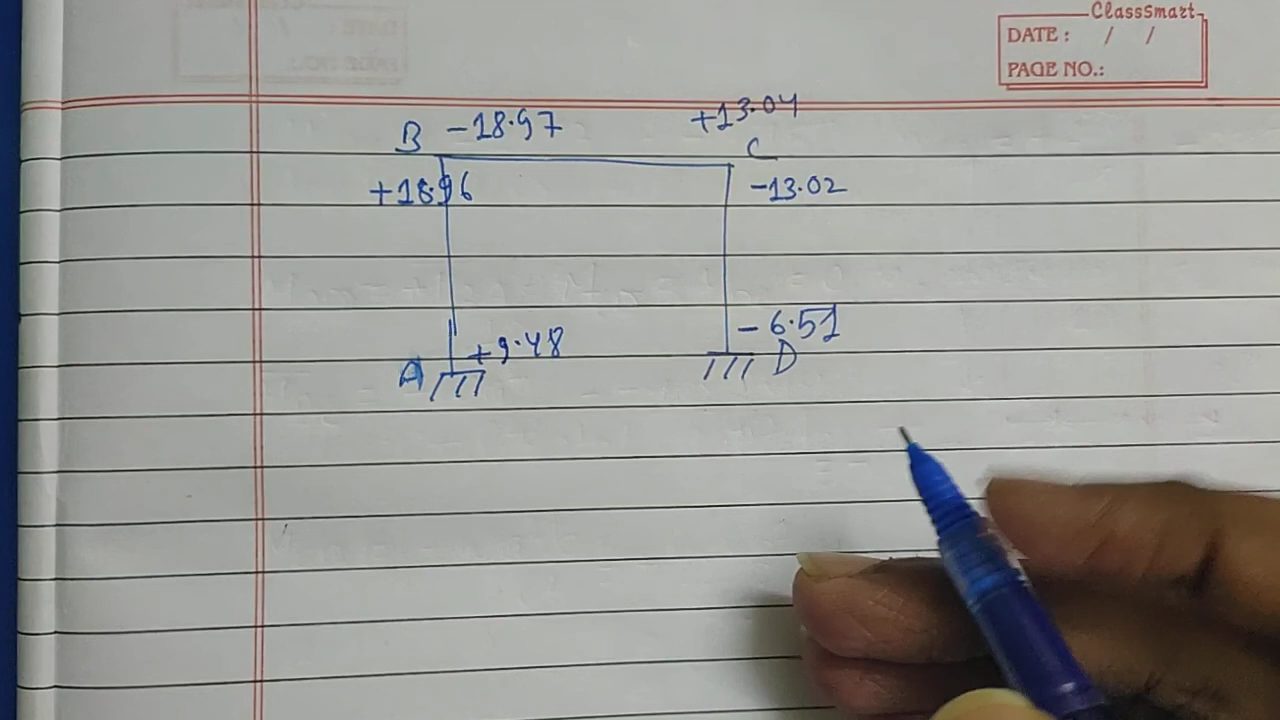 ClassSmart
DATE : / /
PAGE NO.:
B -18.97 +13.04
C
+18.96 -13.02
+9.48 -6.51
A D